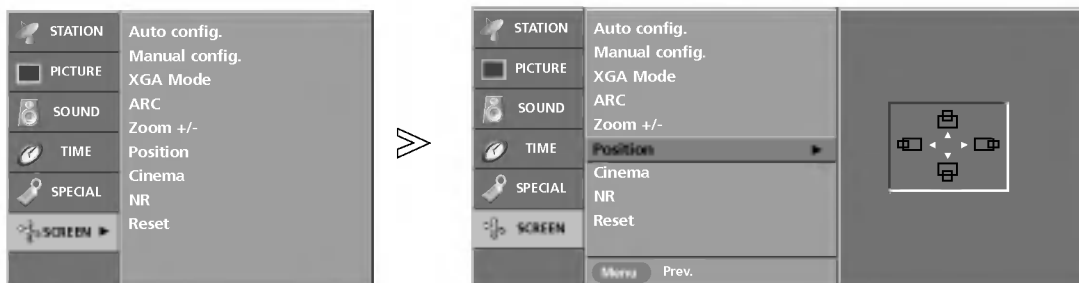 STATION
PICTURE
SOUND
TIME
SPECIAL
SCREEN
Auto config.
Manual config.
XGA Mode
ARC
Zoom +/-
Position
Cinema
NR
Reset
STATION
PICTURE
SOUND
TIME
SPECIAL
SCREEN
Auto config.
Manual config.
XGA Mode
ARC
Zoom +/-
Position
Cinema
NR
Reset
Menu Prev.